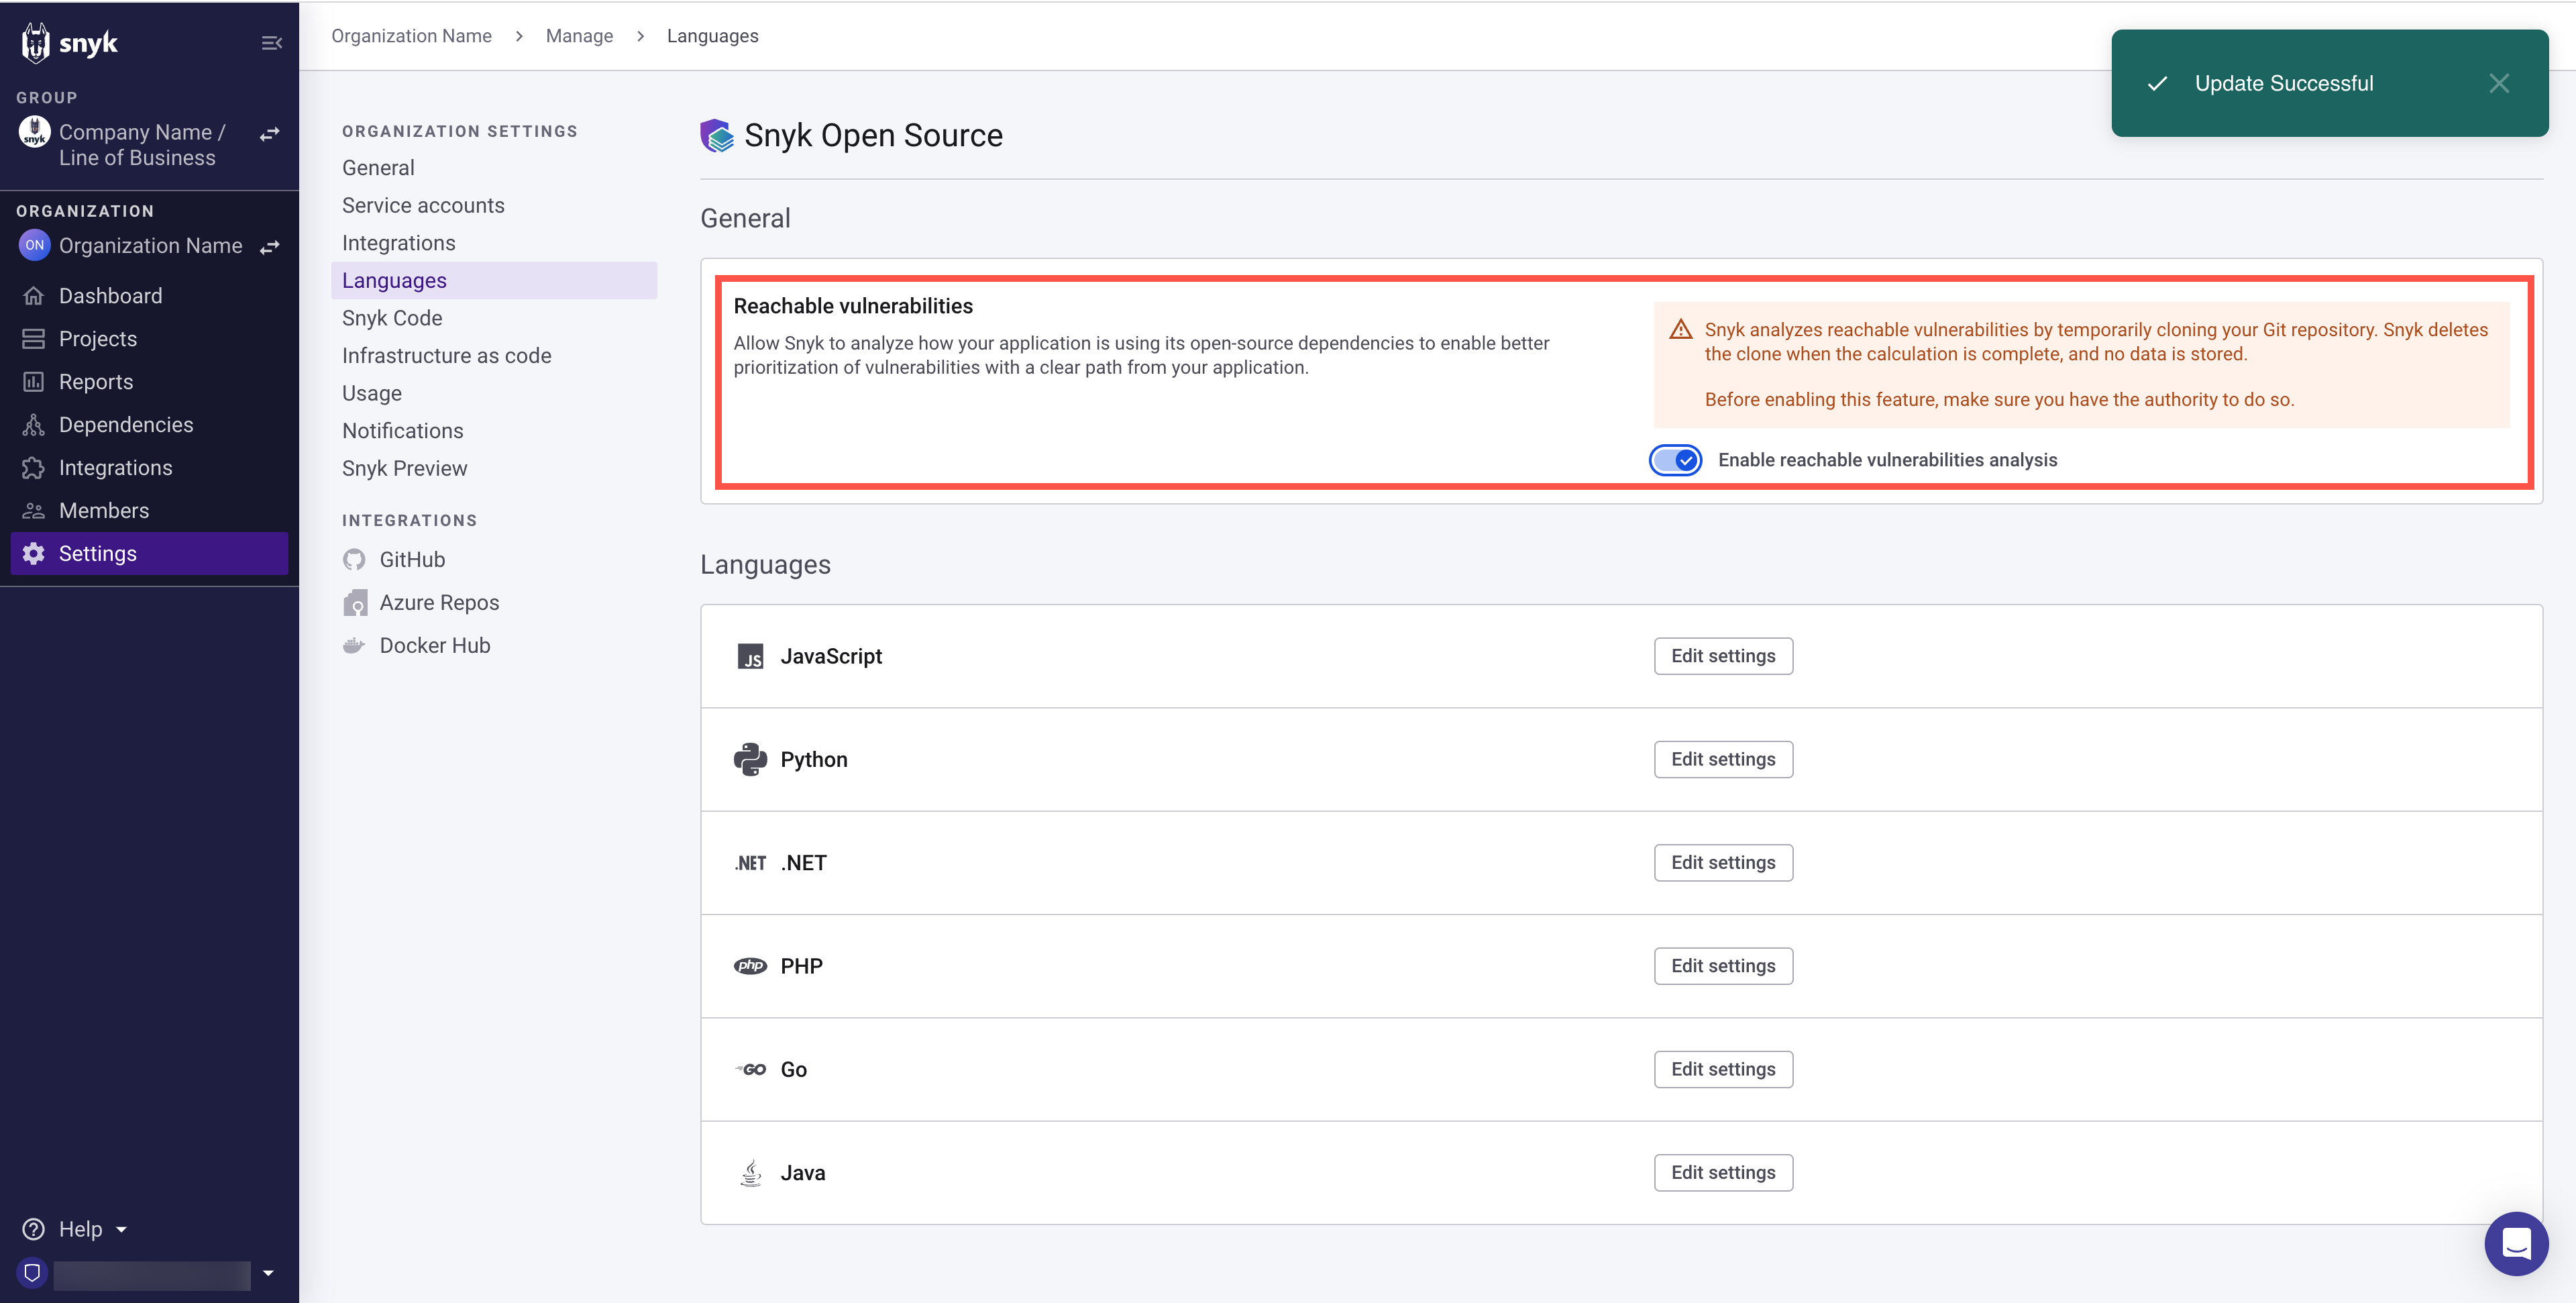 snyk
GROUP
snyk
Company Name /
Line of Business
ORGANIZATION
ON
Organization Name
Dashboard
Projects
Reports
Dependencies
Integrations
Members
Settings
Help
Organization Name > Manage > Languages
ORGANIZATION SETTINGS
General
Service accounts
Integrations
Languages
Snyk Code
Infrastructure as code
Usage
Notifications
Snyk Preview
INTEGRATIONS
GitHub
Azure Repos
Docker Hub
Update Successful
Snyk Open Source
General
Reachable vulnerabilities
Allow Snyk to analyze how your application is using its open-source dependencies to enable better
prioritization of vulnerabilities with a clear path from your application.
Snyk analyzes reachable vulnerabilities by temporarily cloning your Git repository. Snyk deletes
the clone when the calculation is complete, and no data is stored.
Before enabling this feature, make sure you have the authority to do so.
Enable reachable vulnerabilities analysis
Languages
JS JavaScript Edit settings
Python Edit settings
.NET .NET Edit settings
php PHP Edit settings
GO Go Edit settings
Java Edit settings